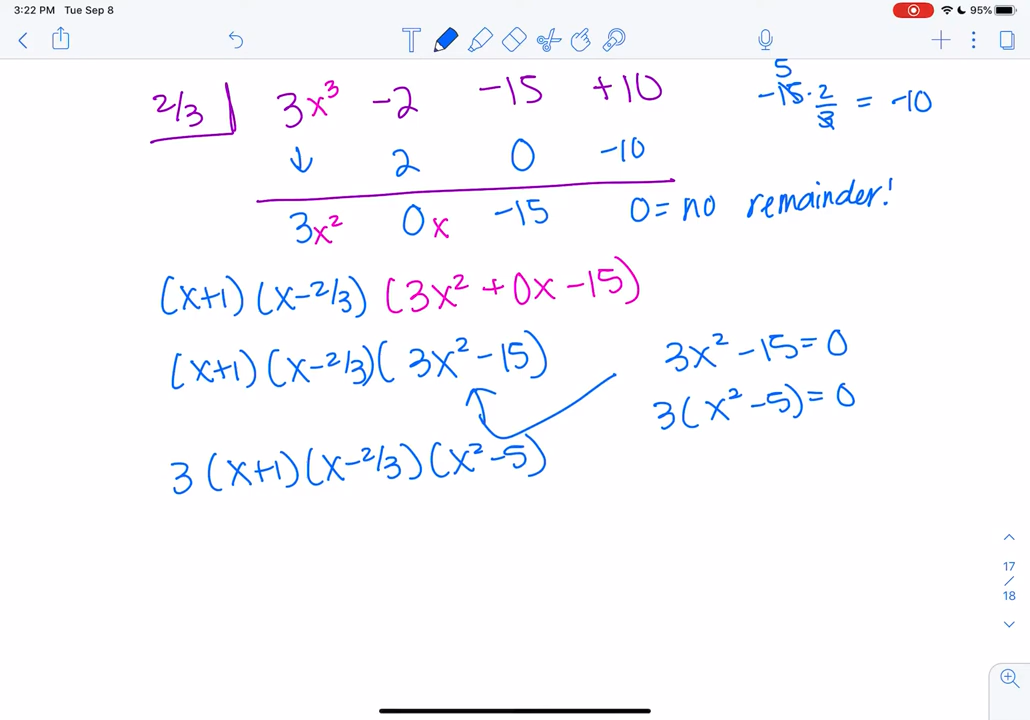 3:22 PM Tue Sep 8 95%
T
2/3 3x³ -2 -15 +10
5
-15 · 2/3 = -10
↓ 2 0 -10
3x² 0x -15 0 = no remainder!
(x+1) (x-2/3) (3x² + 0x -15)
(x+1) (x-2/3)( 3x² -15)
3x² -15 = 0
3( x² -5) = 0
3 (x+1)(x-2/3)(x² -5)
17
/
18